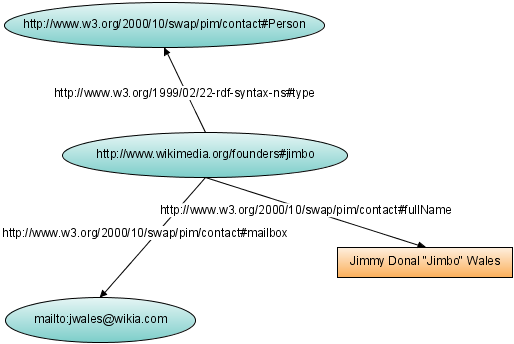 http://www.w3.org/2000/10/swap/pim/contact#Person
http://www.w3.org/1999/02/22-rdf-syntax-ns#type
http://www.wikimedia.org/founders#jimbo
http://www.w3.org/2000/10/swap/pim/contact#fullName
http://www.w3.org/2000/10/swap/pim/contact#mailbox
Jimmy Donal "Jimbo" Wales
mailto:jwales@wikia.com